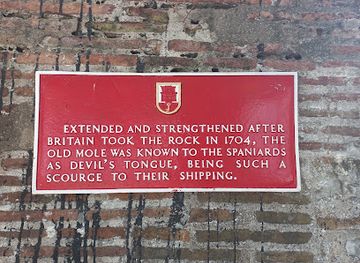 EXTENDED AND STRENGTHENED AFTER
BRITAIN TOOK THE ROCK IN 1704, THE
OLD MOLE WAS KNOWN TO THE SPANIARDS
AS DEVIL'S TONGUE, BEING SUCH A
SCOURGE TO THEIR SHIPPING.